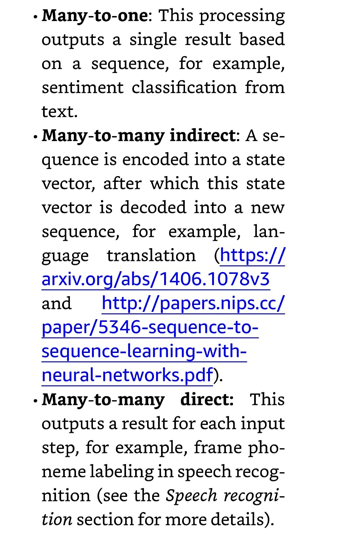 • Many-to-one: This processing
outputs a single result based
on a sequence, for example,
sentiment classification from
text.
• Many-to-many indirect: A se-
quence is encoded into a state
vector, after which this state
vector is decoded into a new
sequence, for example, lan-
guage translation (https://
arxiv.org/abs/1406.1078v3
and http://papers.nips.cc/
paper/5346-sequence-to-
sequence-learning-with-
neural-networks.pdf).
• Many-to-many direct: This
outputs a result for each input
step, for example, frame pho-
neme labeling in speech recog-
nition (see the Speech recogni-
tion section for more details).